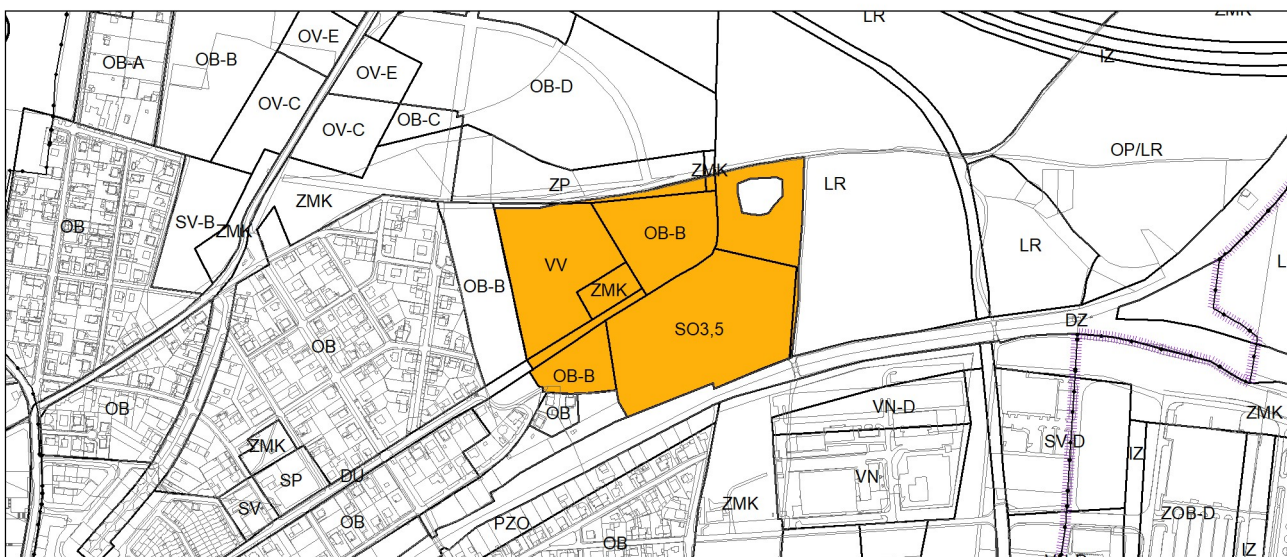 LR
ZMK
OV-E
OB-A
OB-B
OV-E
IZ
OB-D
OV-C
OV-C
OB-C
OP/LR
ZMK
ZP
LR
ZMK
SV-B
OB
ZMK
OB-B
LR
L
VV
OB-B
ZMK
DZ
SO3,5
OB
OB-B
OB
VN-D
OB
ZMK
ZMK
SV-D
IZ
DU
SP
VN
SV
PZO
ZMK
ZOB-D
OB
OB
IZ